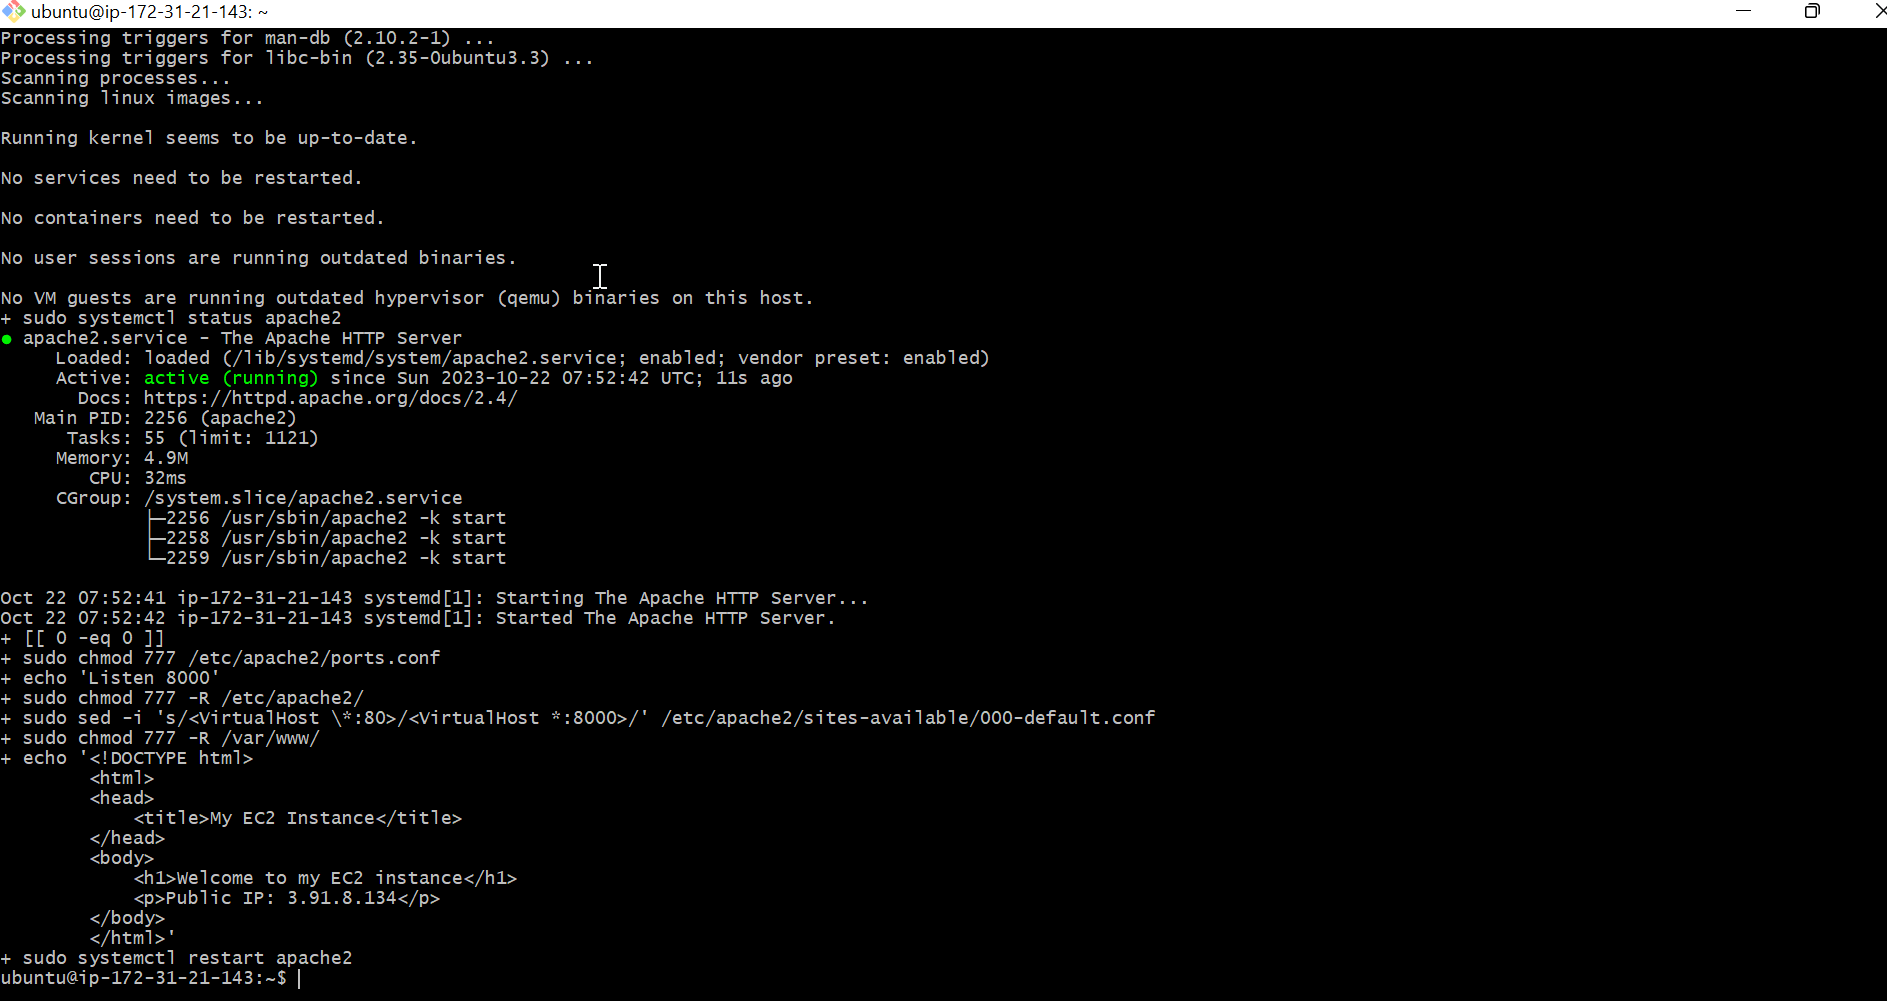 ubuntu@ip-172-31-21-143: ~
Processing triggers for man-db (2.10.2-1) ...
Processing triggers for libc-bin (2.35-0ubuntu3.3) ...
Scanning processes...
Scanning linux images...
Running kernel seems to be up-to-date.
No services need to be restarted.
No containers need to be restarted.
No user sessions are running outdated binaries.
No VM guests are running outdated hypervisor (qemu) binaries on this host.
+ sudo systemctl status apache2
● apache2.service - The Apache HTTP Server
     Loaded: loaded (/lib/systemd/system/apache2.service; enabled; vendor preset: enabled)
     Active: active (running) since Sun 2023-10-22 07:52:42 UTC; 11s ago
       Docs: https://httpd.apache.org/docs/2.4/
   Main PID: 2256 (apache2)
      Tasks: 55 (limit: 1121)
     Memory: 4.9M
        CPU: 32ms
     CGroup: /system.slice/apache2.service
             ├─2256 /usr/sbin/apache2 -k start
             ├─2258 /usr/sbin/apache2 -k start
             └─2259 /usr/sbin/apache2 -k start
Oct 22 07:52:41 ip-172-31-21-143 systemd[1]: Starting The Apache HTTP Server...
Oct 22 07:52:42 ip-172-31-21-143 systemd[1]: Started The Apache HTTP Server.
+ [[ 0 -eq 0 ]]
+ sudo chmod 777 /etc/apache2/ports.conf
+ echo 'Listen 8000'
+ sudo chmod 777 -R /etc/apache2/
+ sudo sed -i 's/<VirtualHost \*:80>/<VirtualHost *:8000>/' /etc/apache2/sites-available/000-default.conf
+ sudo chmod 777 -R /var/www/
+ echo '<!DOCTYPE html>
        <html>
        <head>
            <title>My EC2 Instance</title>
        </head>
        <body>
            <h1>Welcome to my EC2 instance</h1>
            <p>Public IP: 3.91.8.134</p>
        </body>
        </html>'
+ sudo systemctl restart apache2
ubuntu@ip-172-31-21-143:~$